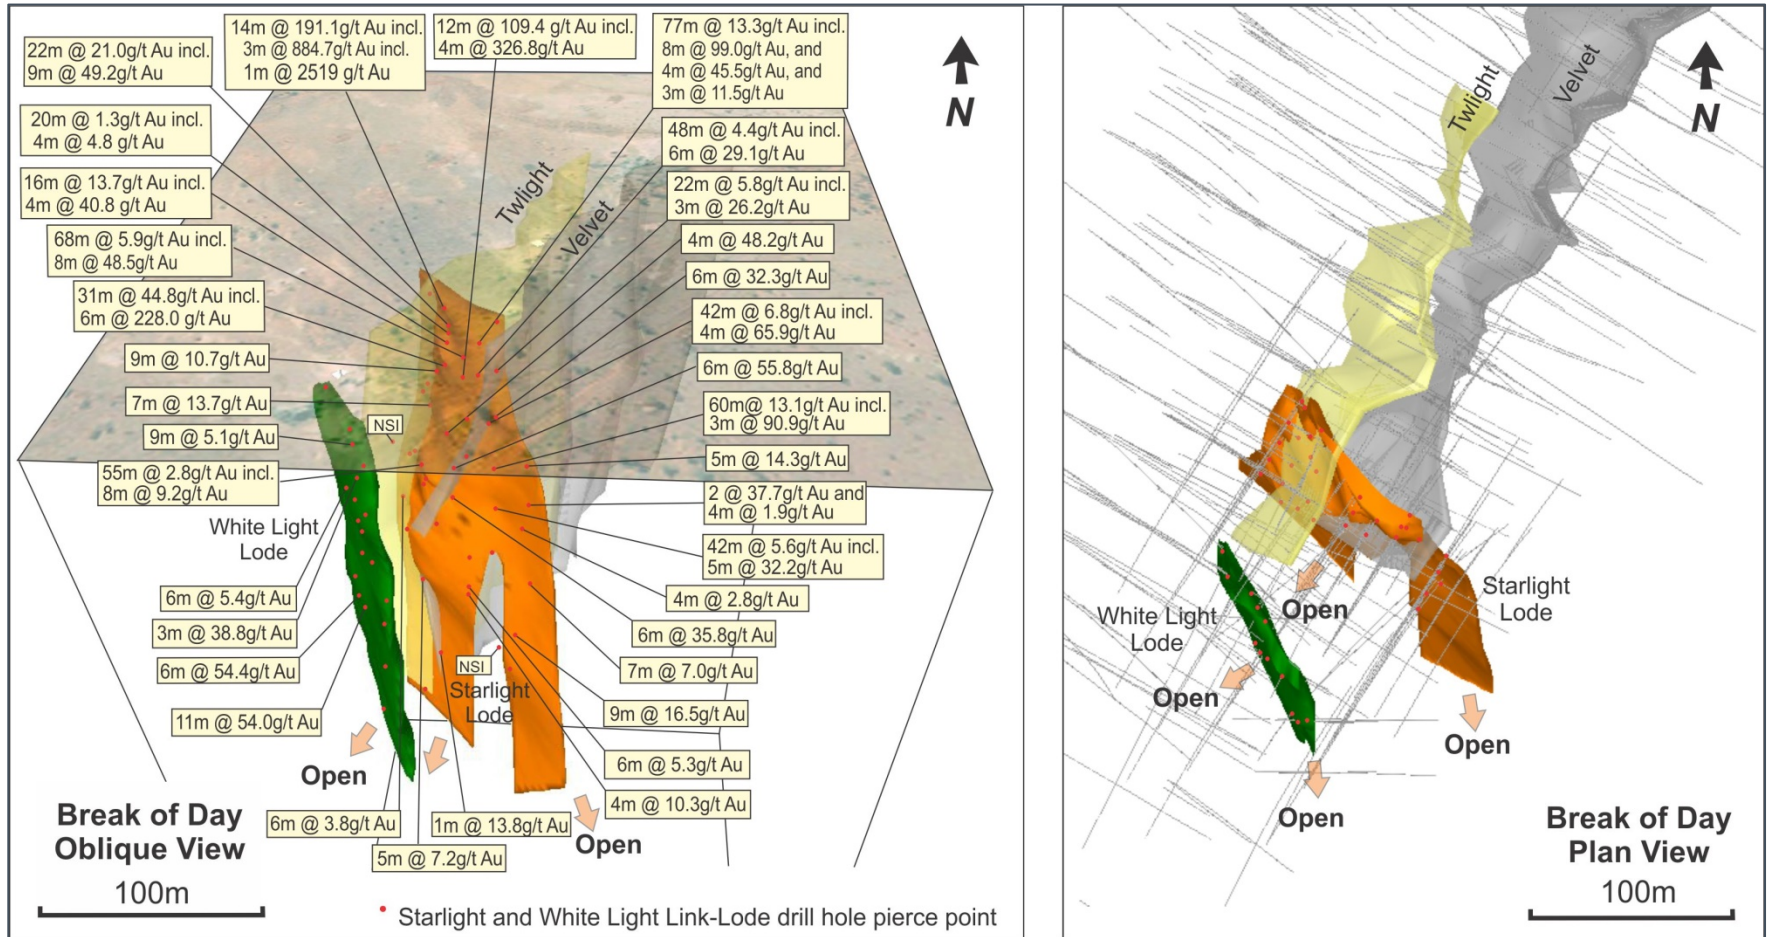 22m @ 21.0g/t Au incl.
9m @ 49.2g/t Au
14m @ 191.1g/t Au incl.
3m @ 884.7g/t Au incl.
1m @ 2519 g/t Au
12m @ 109.4 g/t Au incl.
4m @ 326.8g/t Au
77m @ 13.3g/t Au incl.
8m @ 99.0g/t Au, and
4m @ 45.5g/t Au, and
3m @ 11.5g/t Au
N
20m @ 1.3g/t Au incl.
4m @ 4.8 g/t Au
16m @ 13.7g/t Au incl.
4m @ 40.8 g/t Au
68m @ 5.9g/t Au incl.
8m @ 48.5g/t Au
31m @ 44.8g/t Au incl.
6m @ 228.0 g/t Au
9m @ 10.7g/t Au
7m @ 13.7g/t Au
9m @ 5.1g/t Au
55m @ 2.8g/t Au incl.
8m @ 9.2g/t Au
NSI
White Light
Lode
6m @ 5.4g/t Au
3m @ 38.8g/t Au
6m @ 54.4g/t Au
11m @ 54.0g/t Au
Open
Twlight
Velvet
48m @ 4.4g/t Au incl.
6m @ 29.1g/t Au
22m @ 5.8g/t Au incl.
3m @ 26.2g/t Au
4m @ 48.2g/t Au
6m @ 32.3g/t Au
42m @ 6.8g/t Au incl.
4m @ 65.9g/t Au
6m @ 55.8g/t Au
60m@ 13.1g/t Au incl.
3m @ 90.9g/t Au
5m @ 14.3g/t Au
2 @ 37.7g/t Au and
4m @ 1.9g/t Au
42m @ 5.6g/t Au incl.
5m @ 32.2g/t Au
4m @ 2.8g/t Au
6m @ 35.8g/t Au
7m @ 7.0g/t Au
9m @ 16.5g/t Au
6m @ 5.3g/t Au
4m @ 10.3g/t Au
NSI
Starlight
Lode
Open
6m @ 3.8g/t Au
1m @ 13.8g/t Au
5m @ 7.2g/t Au
Break of Day
Oblique View
100m
Starlight and White Light Link-Lode drill hole pierce point
N
Twlight
Velvet
White Light
Lode
Starlight
Lode
Open
Open
Open
Open
Break of Day
Plan View
100m